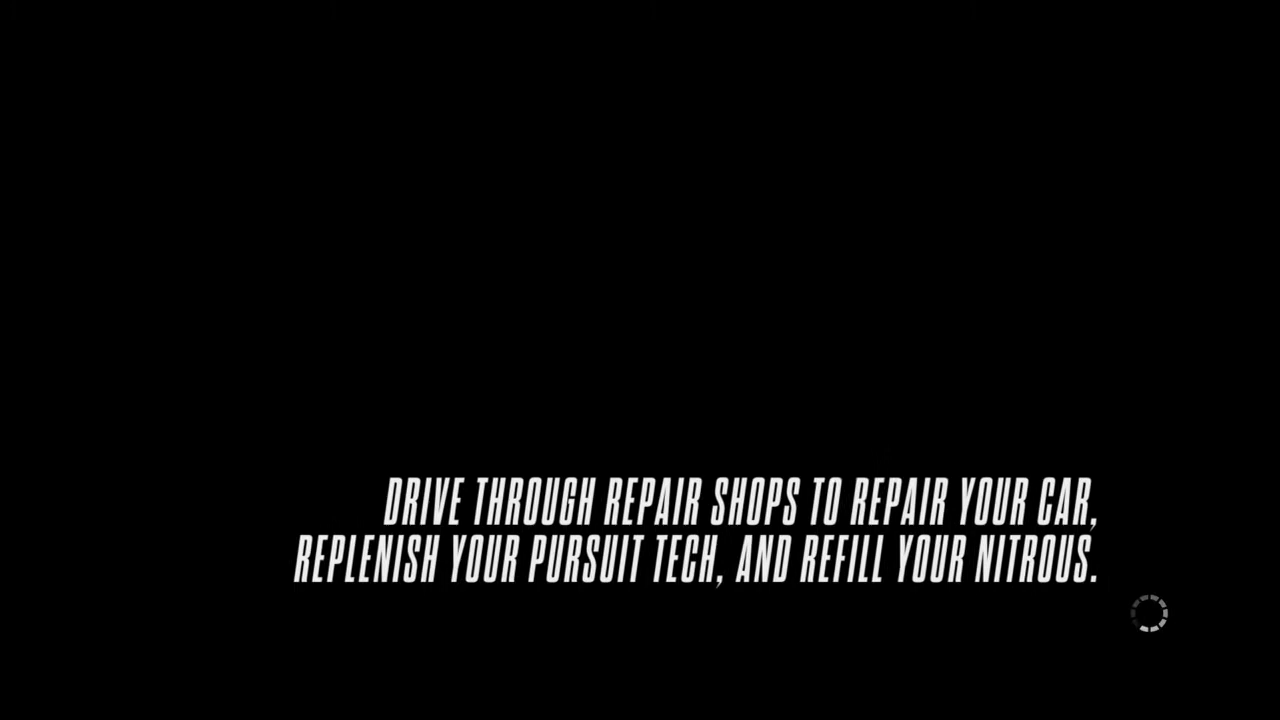 DRIVE THROUGH REPAIR SHOPS TO REPAIR YOUR CAR,
REPLENISH YOUR PURSUIT TECH, AND REFILL YOUR NITROUS.